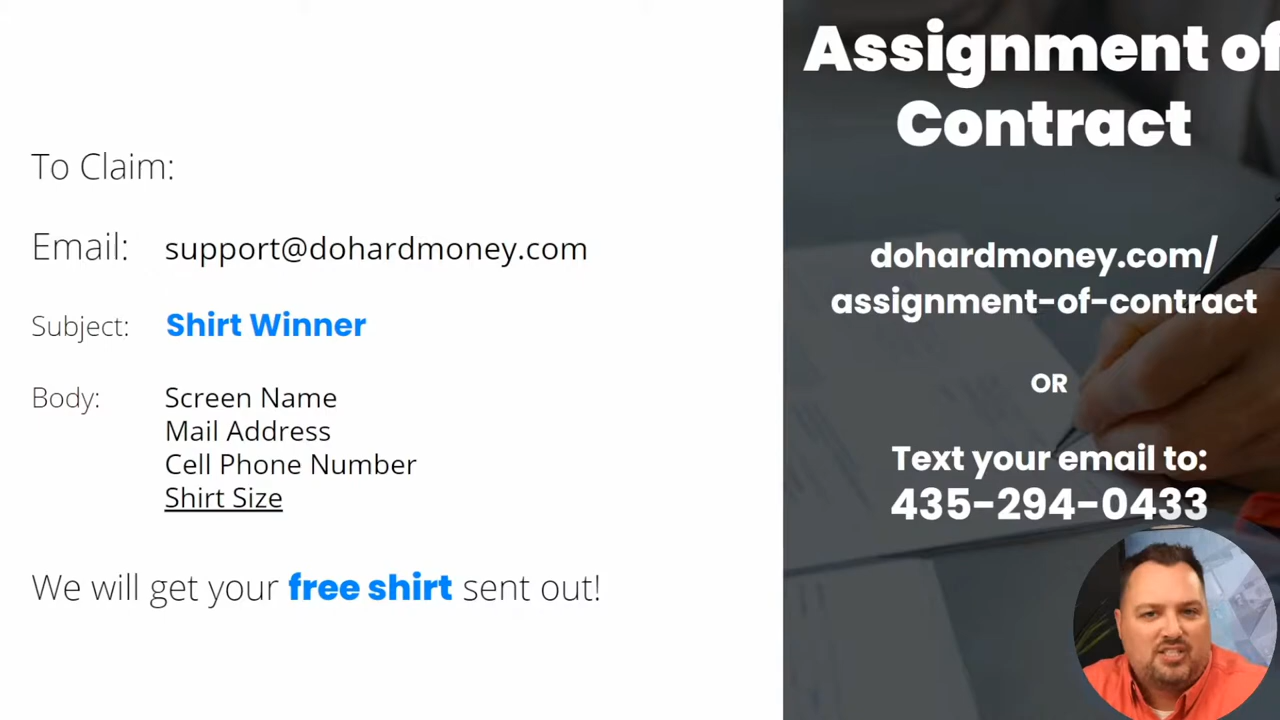 To Claim:
Email: support@dohardmoney.com
Subject: Shirt Winner
Body: Screen Name
Mail Address
Cell Phone Number
Shirt Size
We will get your free shirt sent out!
Assignment of
Contract
dohardmoney.com/
assignment-of-contract
OR
Text your email to:
435-294-0433